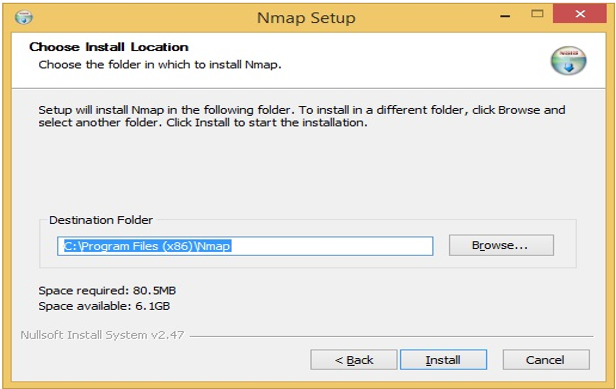 Nmap Setup
Choose Install Location
Choose the folder in which to install Nmap.
Setup will install Nmap in the following folder. To install in a different folder, click Browse and
select another folder. Click Install to start the installation.
Destination Folder
C:\Program Files (x86)\Nmap
Browse...
Space required: 80.5MB
Space available: 6.1GB
Nullsoft Install System v2.47
< Back
Install
Cancel